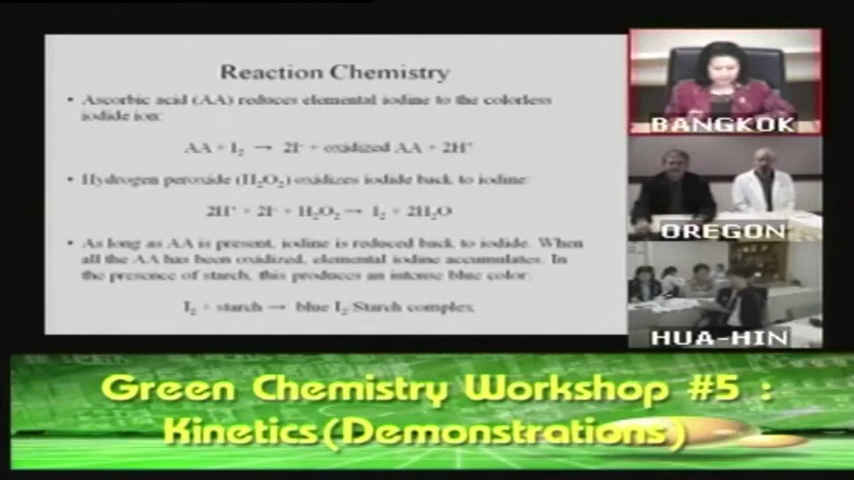 Reaction Chemistry
• Ascorbic acid (AA) reduces elemental iodine to the colorless
iodide ion:
AA + I₂ → 2I⁻ + oxidized AA + 2H⁺
• Hydrogen peroxide (H₂O₂) oxidizes iodide back to iodine:
2H⁺ + 2I⁻ + H₂O₂ → I₂ + 2H₂O
• As long as AA is present, iodine is reduced back to iodide. When
all the AA has been oxidized, elemental iodine accumulates. In
the presence of starch, this produces an intense blue color:
I₂ + starch → blue I₂ Starch complex
BANGKOK
OREGON
HUA-HIN
Green Chemistry Workshop #5 :
Kinetics(Demonstrations)